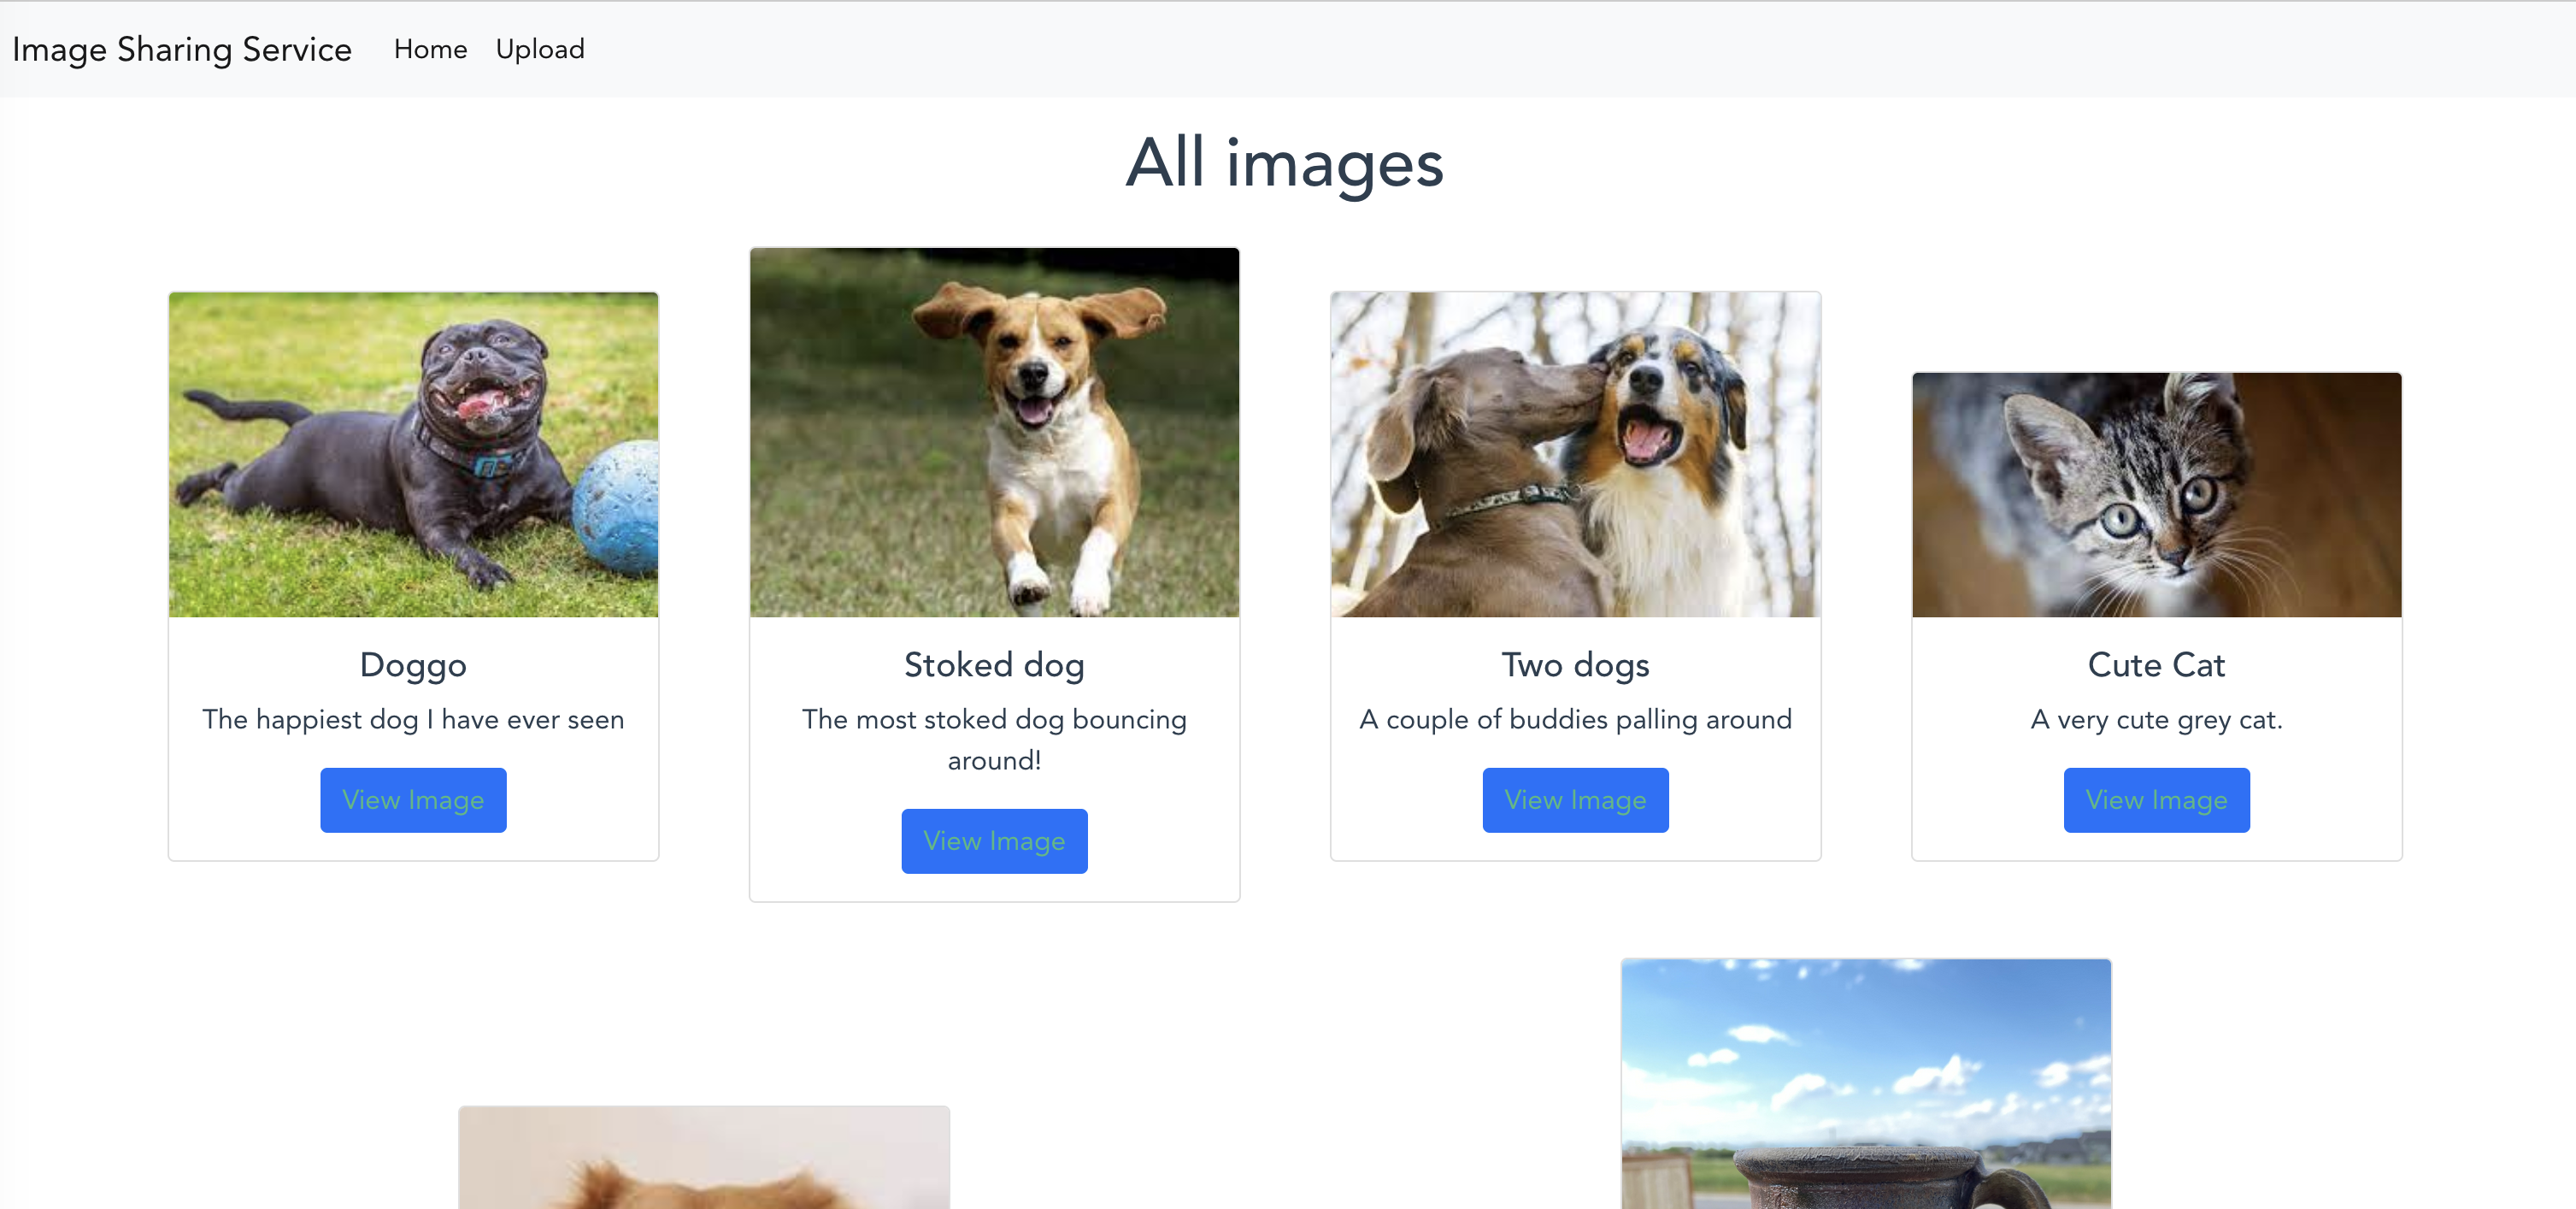 Image Sharing Service Home Upload
All images
Doggo
The happiest dog I have ever seen
View Image
Stoked dog
The most stoked dog bouncing
around!
View Image
Two dogs
A couple of buddies palling around
View Image
Cute Cat
A very cute grey cat.
View Image